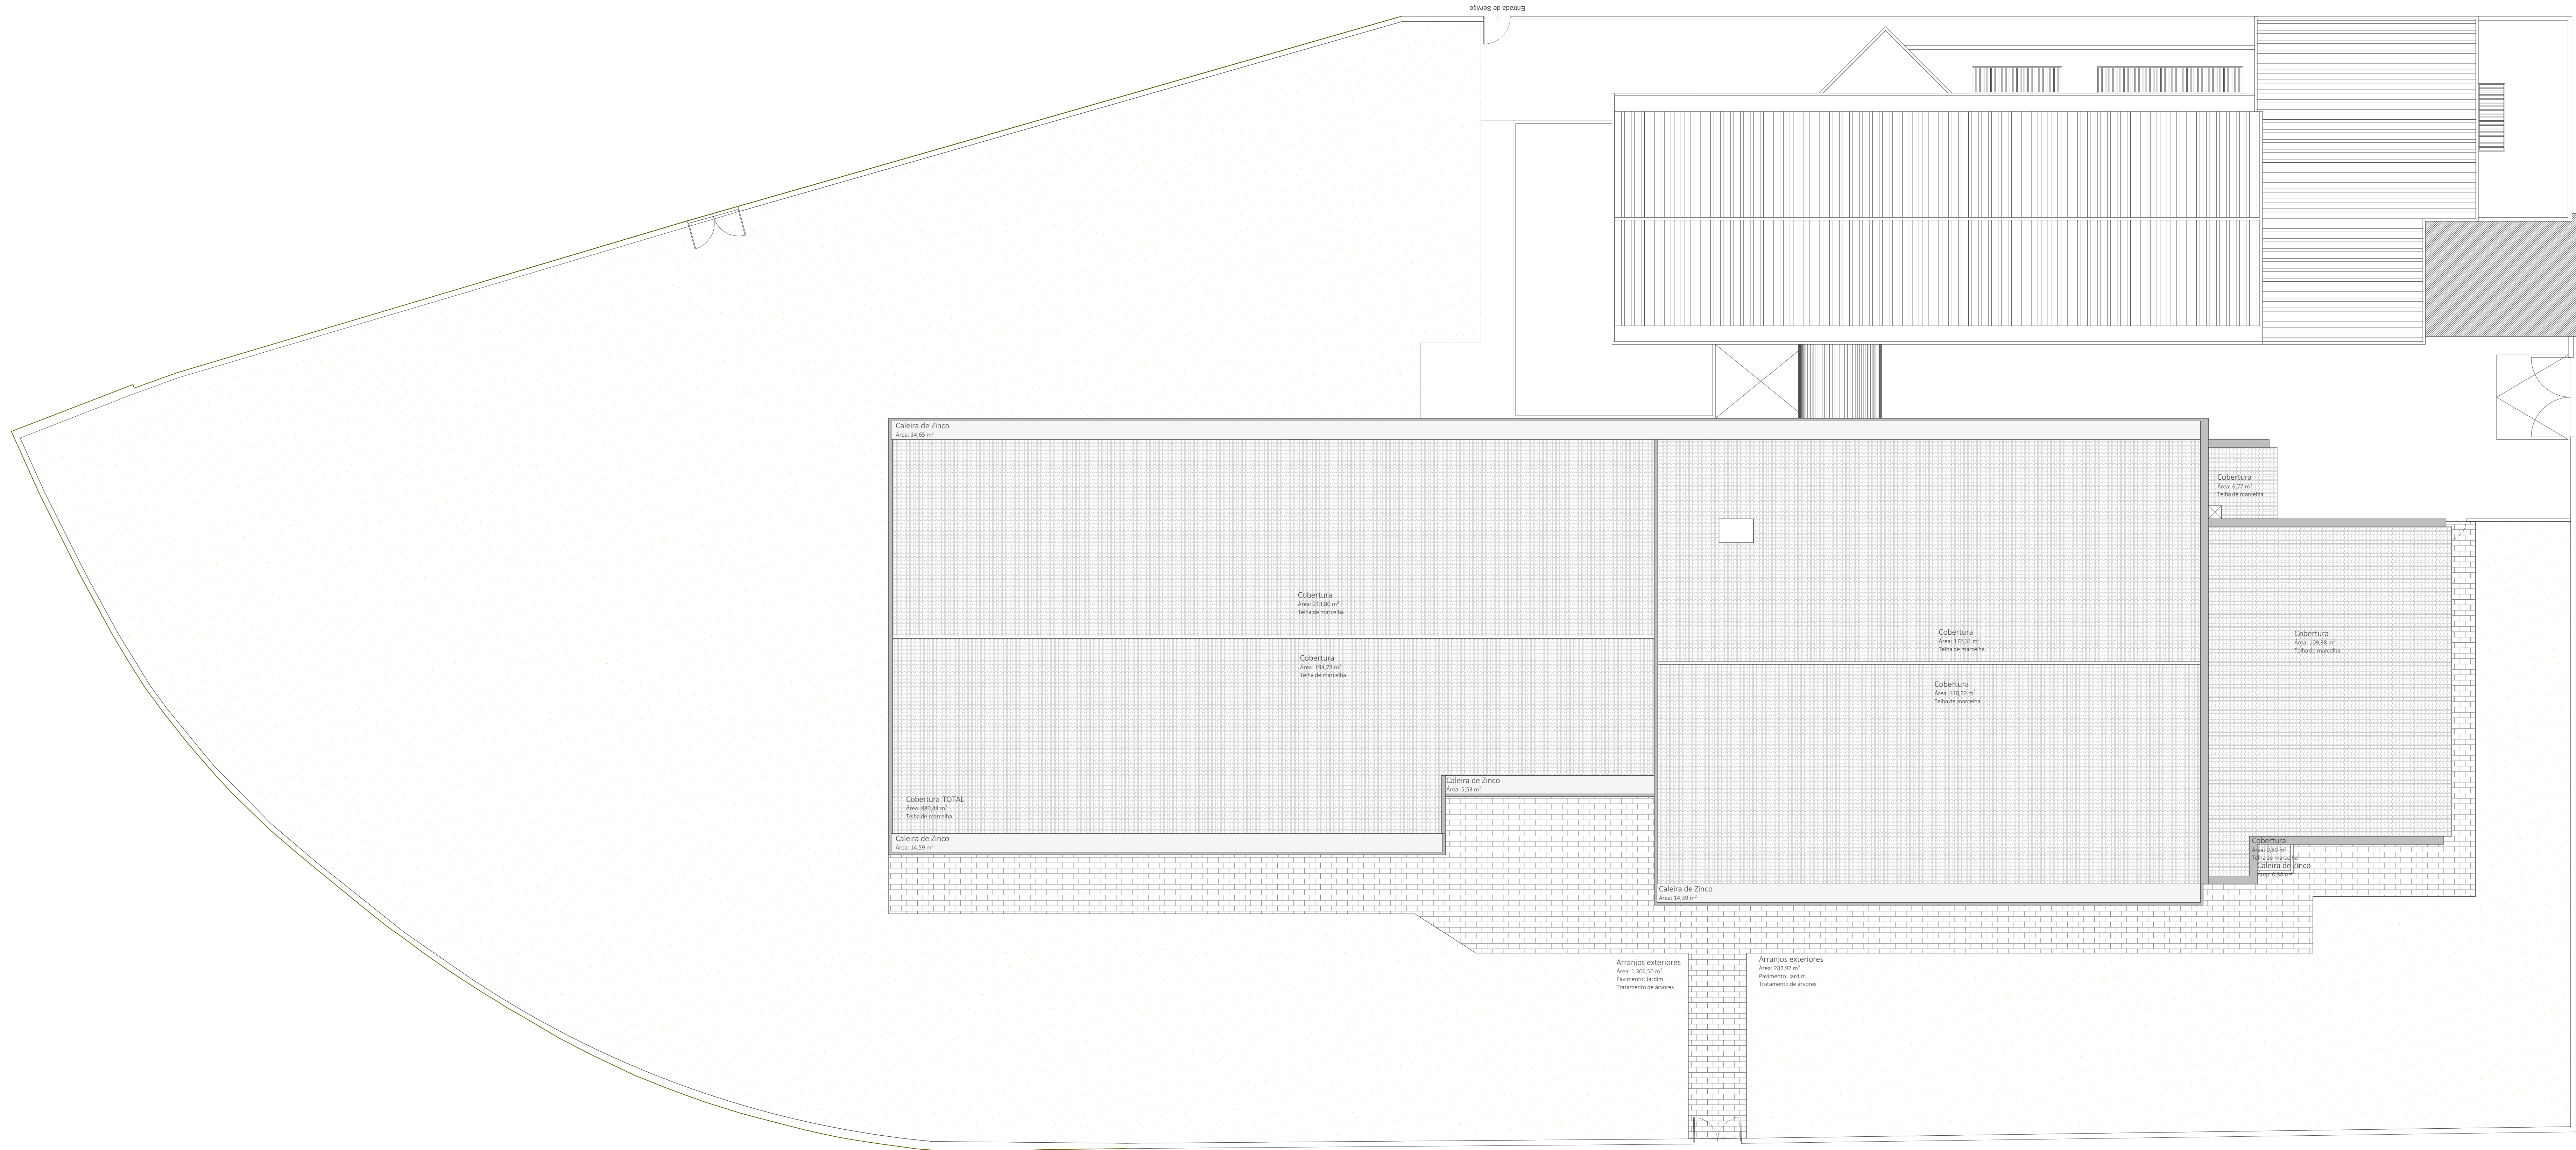 Entrada de Serviço
Caleira de Zinco
Área: 34,65 m²
Cobertura
Área: 6,77 m²
Telha de marcelha
Cobertura
Área: 213,80 m²
Telha de marcelha
Cobertura
Área: 172,31 m²
Telha de marcelha
Cobertura
Área: 109,98 m²
Telha de marcelha
Cobertura
Área: 194,73 m²
Telha de marcelha
Cobertura
Área: 170,32 m²
Telha de marcelha
Caleira de Zinco
Área: 5,53 m²
Cobertura TOTAL
Área: 880,44 m²
Telha de marcelha
Caleira de Zinco
Área: 14,59 m²
Cobertura
Área: 0,89 m²
Telha de marcelha
Caleira de Zinco
Área: m²
Caleira de Zinco
Área: 14,39 m²
Arranjos exteriores
Área: 1 306,50 m²
Pavimento: Jardim
Tratamento de árvores
Arranjos exteriores
Área: 282,97 m²
Pavimento: Jardim
Tratamento de árvores